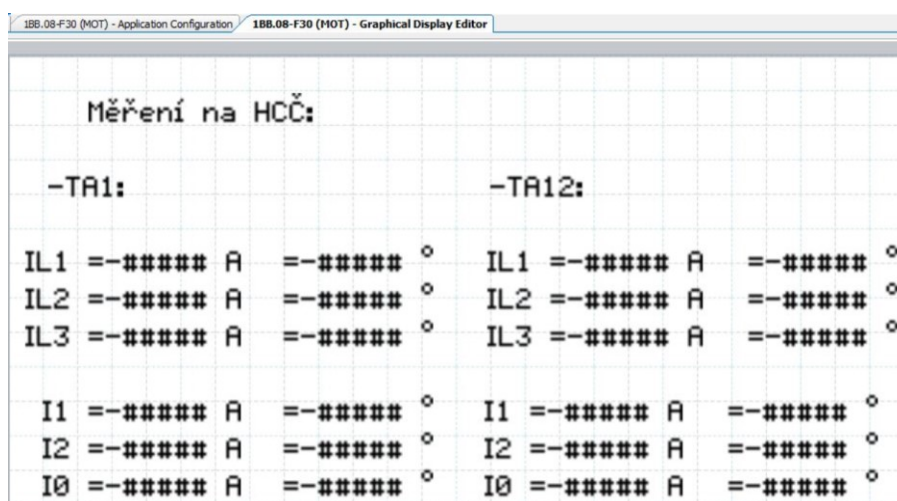 1BB.08-F30 (MOT) - Application Configuration 1BB.08-F30 (MOT) - Graphical Display Editor
Měření na HCČ:
-TA1: -TA12:
IL1 =-##### A =-##### ° IL1 =-##### A =-##### °
IL2 =-##### A =-##### ° IL2 =-##### A =-##### °
IL3 =-##### A =-##### ° IL3 =-##### A =-##### °
I1 =-##### A =-##### ° I1 =-##### A =-##### °
I2 =-##### A =-##### ° I2 =-##### A =-##### °
I0 =-##### A =-##### ° I0 =-##### A =-##### °